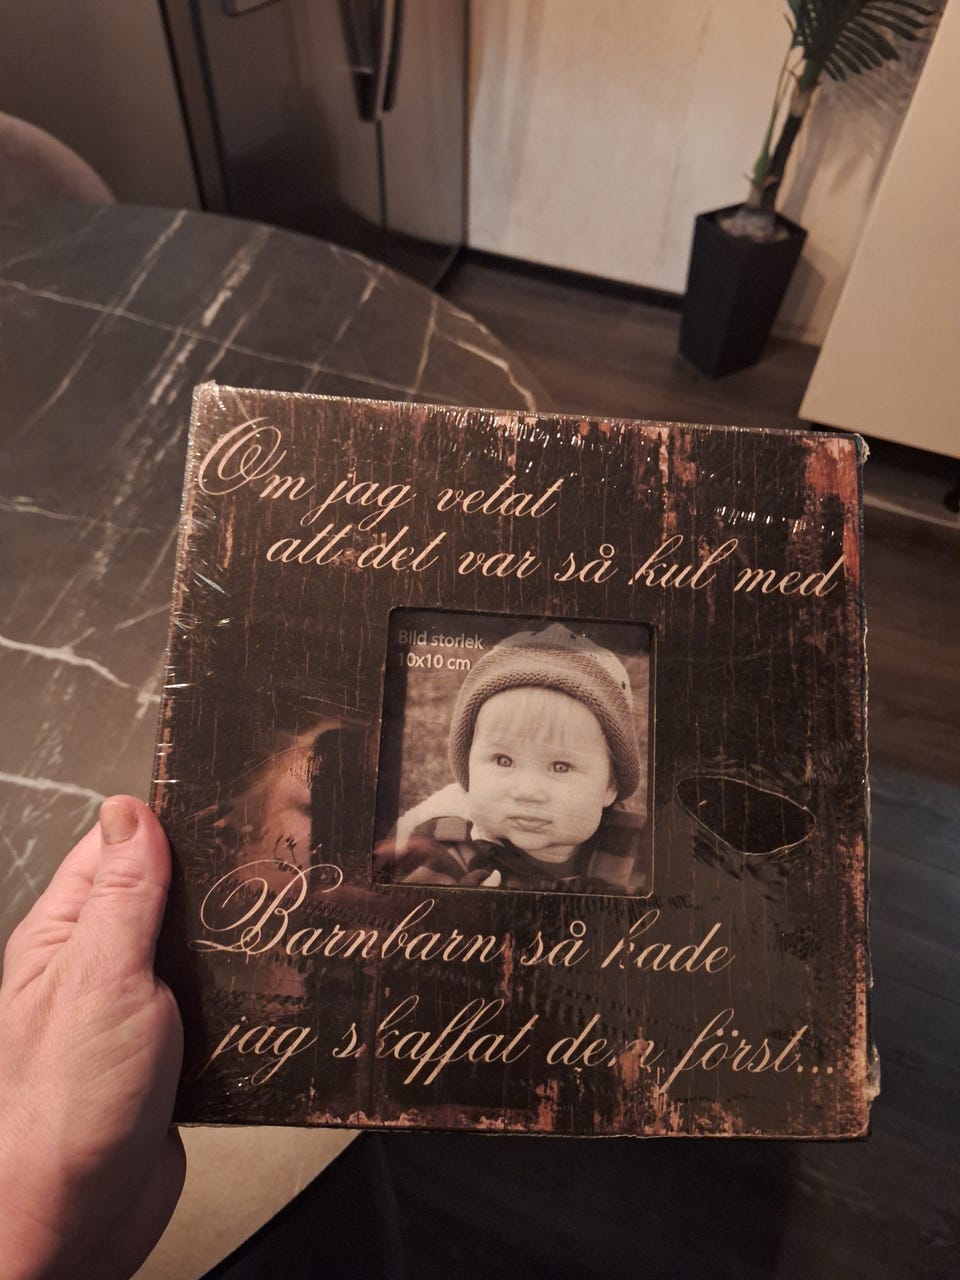 Om jag vetat
att det var så kul med
Bild storlek
10x10 cm
Barnbarn så hade
jag skaffat dem först...